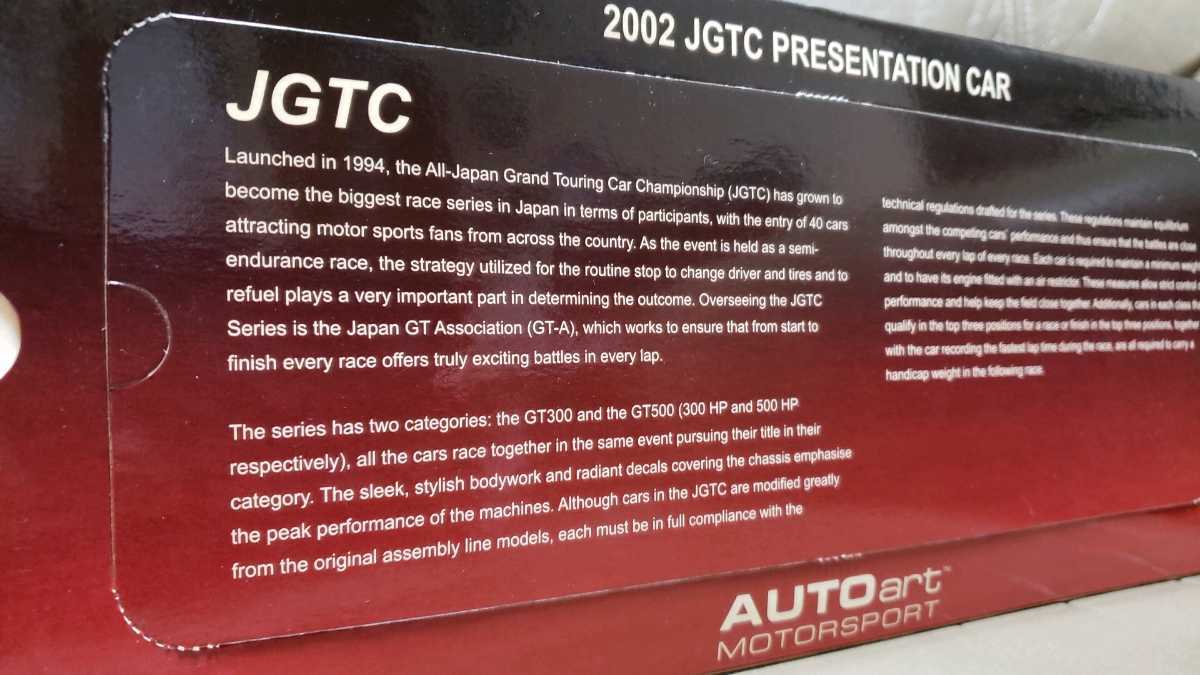 2002 JGTC PRESENTATION CAR
JGTC
Launched in 1994, the All-Japan Grand Touring Car Championship (JGTC) has grown to
become the biggest race series in Japan in terms of participants, with the entry of 40 cars
attracting motor sports fans from across the country. As the event is held as a semi-
endurance race, the strategy utilized for the routine stop to change driver and tires and to
refuel plays a very important part in determining the outcome. Overseeing the JGTC
Series is the Japan GT Association (GT-A), which works to ensure that from start to
finish every race offers truly exciting battles in every lap.
The series has two categories: the GT300 and the GT500 (300 HP and 500 HP
respectively), all the cars race together in the same event pursuing their title in their
category. The sleek, stylish bodywork and radiant decals covering the chassis emphasise
the peak performance of the machines. Although cars in the JGTC are modified greatly
from the original assembly line models, each must be in full compliance with the
technical regulations drafted for the series. These regulations maintain equilibrium
amongst the competing cars' performance and thus ensure that the battles are close
throughout every lap of every race. Each car is required to maintain a minimum
and to have its engine fitted with an air restrictor. These measures allow strict
performance and help keep the field close together. Additionally, cars in each class
qualify in the top three positions for a race or finish in the top three positions,
with the car recording the fastest lap time during the race, are all required to carry a
handicap weight in the following race.
AUTOart™
MOTORSPORT